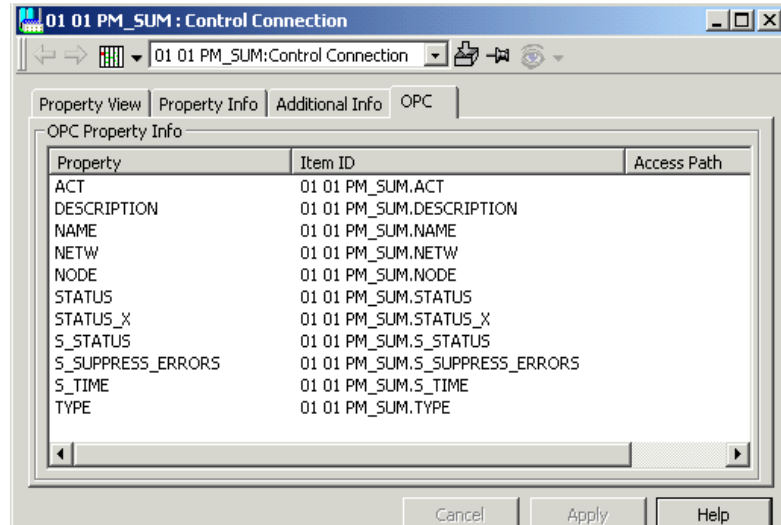 01 01 PM_SUM : Control Connection
01 01 PM_SUM:Control Connection
Property View Property Info Additional Info OPC
OPC Property Info
Property Item ID Access Path
ACT 01 01 PM_SUM.ACT
DESCRIPTION 01 01 PM_SUM.DESCRIPTION
NAME 01 01 PM_SUM.NAME
NETW 01 01 PM_SUM.NETW
NODE 01 01 PM_SUM.NODE
STATUS 01 01 PM_SUM.STATUS
STATUS_X 01 01 PM_SUM.STATUS_X
S_STATUS 01 01 PM_SUM.S_STATUS
S_SUPPRESS_ERRORS 01 01 PM_SUM.S_SUPPRESS_ERRORS
S_TIME 01 01 PM_SUM.S_TIME
TYPE 01 01 PM_SUM.TYPE
Cancel Apply Help